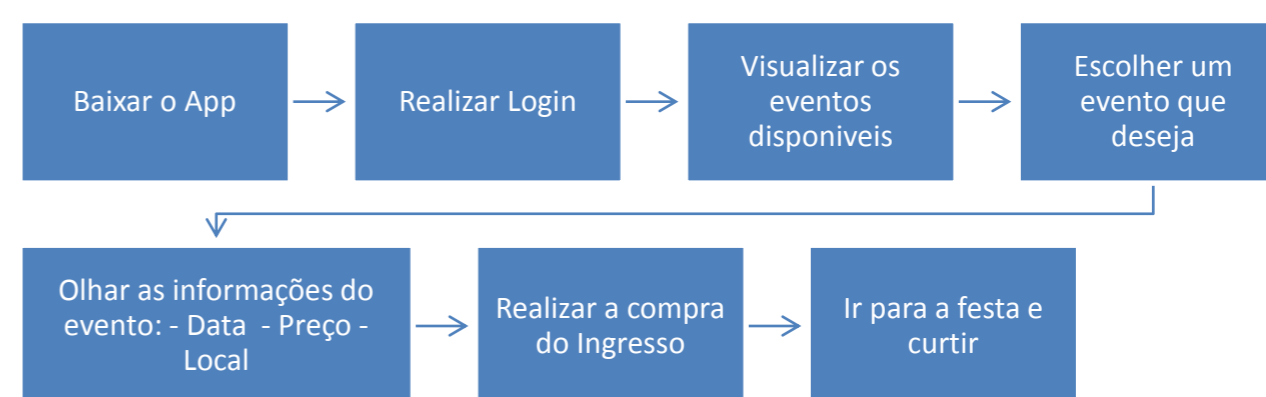 Baixar o App
Realizar Login
Visualizar os
eventos
disponiveis
Escolher um
evento que
deseja
Olhar as informações do
evento: - Data - Preço -
Local
Realizar a compra
do Ingresso
Ir para a festa e
curtir